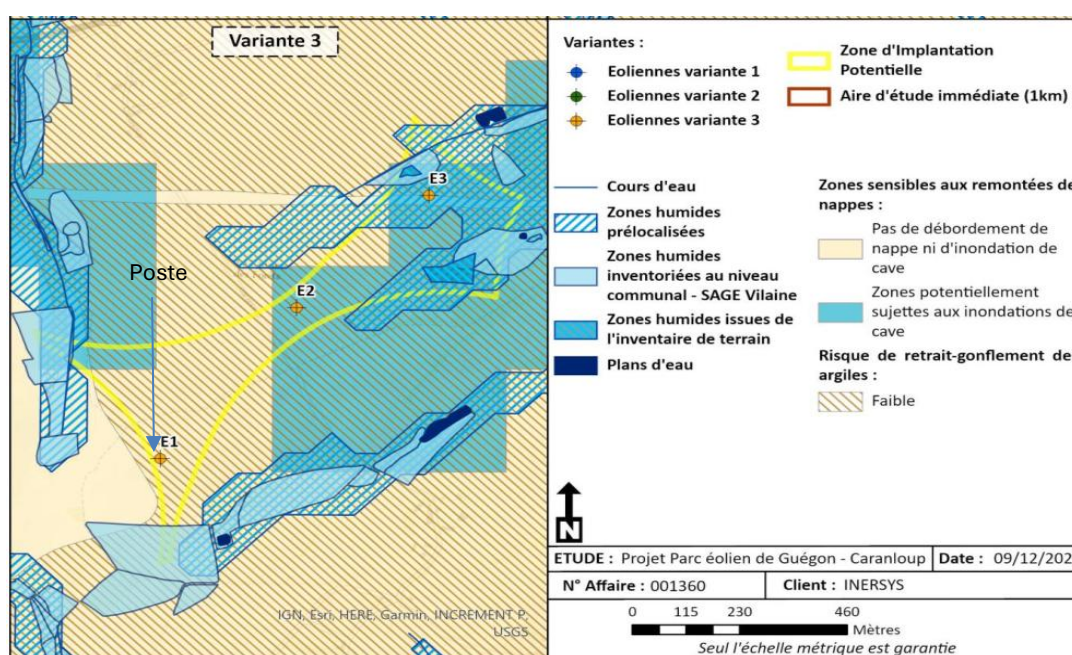 Variante 3
E3
Poste
E2
E1
IGN, Esri, HERE, Garmin, INCREMENT P,
USGS
Variantes :
Eoliennes variante 1
Eoliennes variante 2
Eoliennes variante 3
Zone d'Implantation
Potentielle
Aire d'étude immédiate (1km)
Cours d'eau
Zones humides
prélocalisées
Zones humides
inventoriées au niveau
communal - SAGE Vilaine
Zones humides issues de
l'inventaire de terrain
Plans d'eau
Zones sensibles aux remontées de
nappes :
Pas de débordement de
nappe ni d'inondation de
cave
Zones potentiellement
sujettes aux inondations de
cave
Risque de retrait-gonflement de
argiles :
Faible
N
ETUDE : Projet Parc éolien de Guégon - Caranloup
Date : 09/12/202
N° Affaire : 001360
Client : INERSYS
0 115 230 460
Mètres
Seul l'échelle métrique est garantie